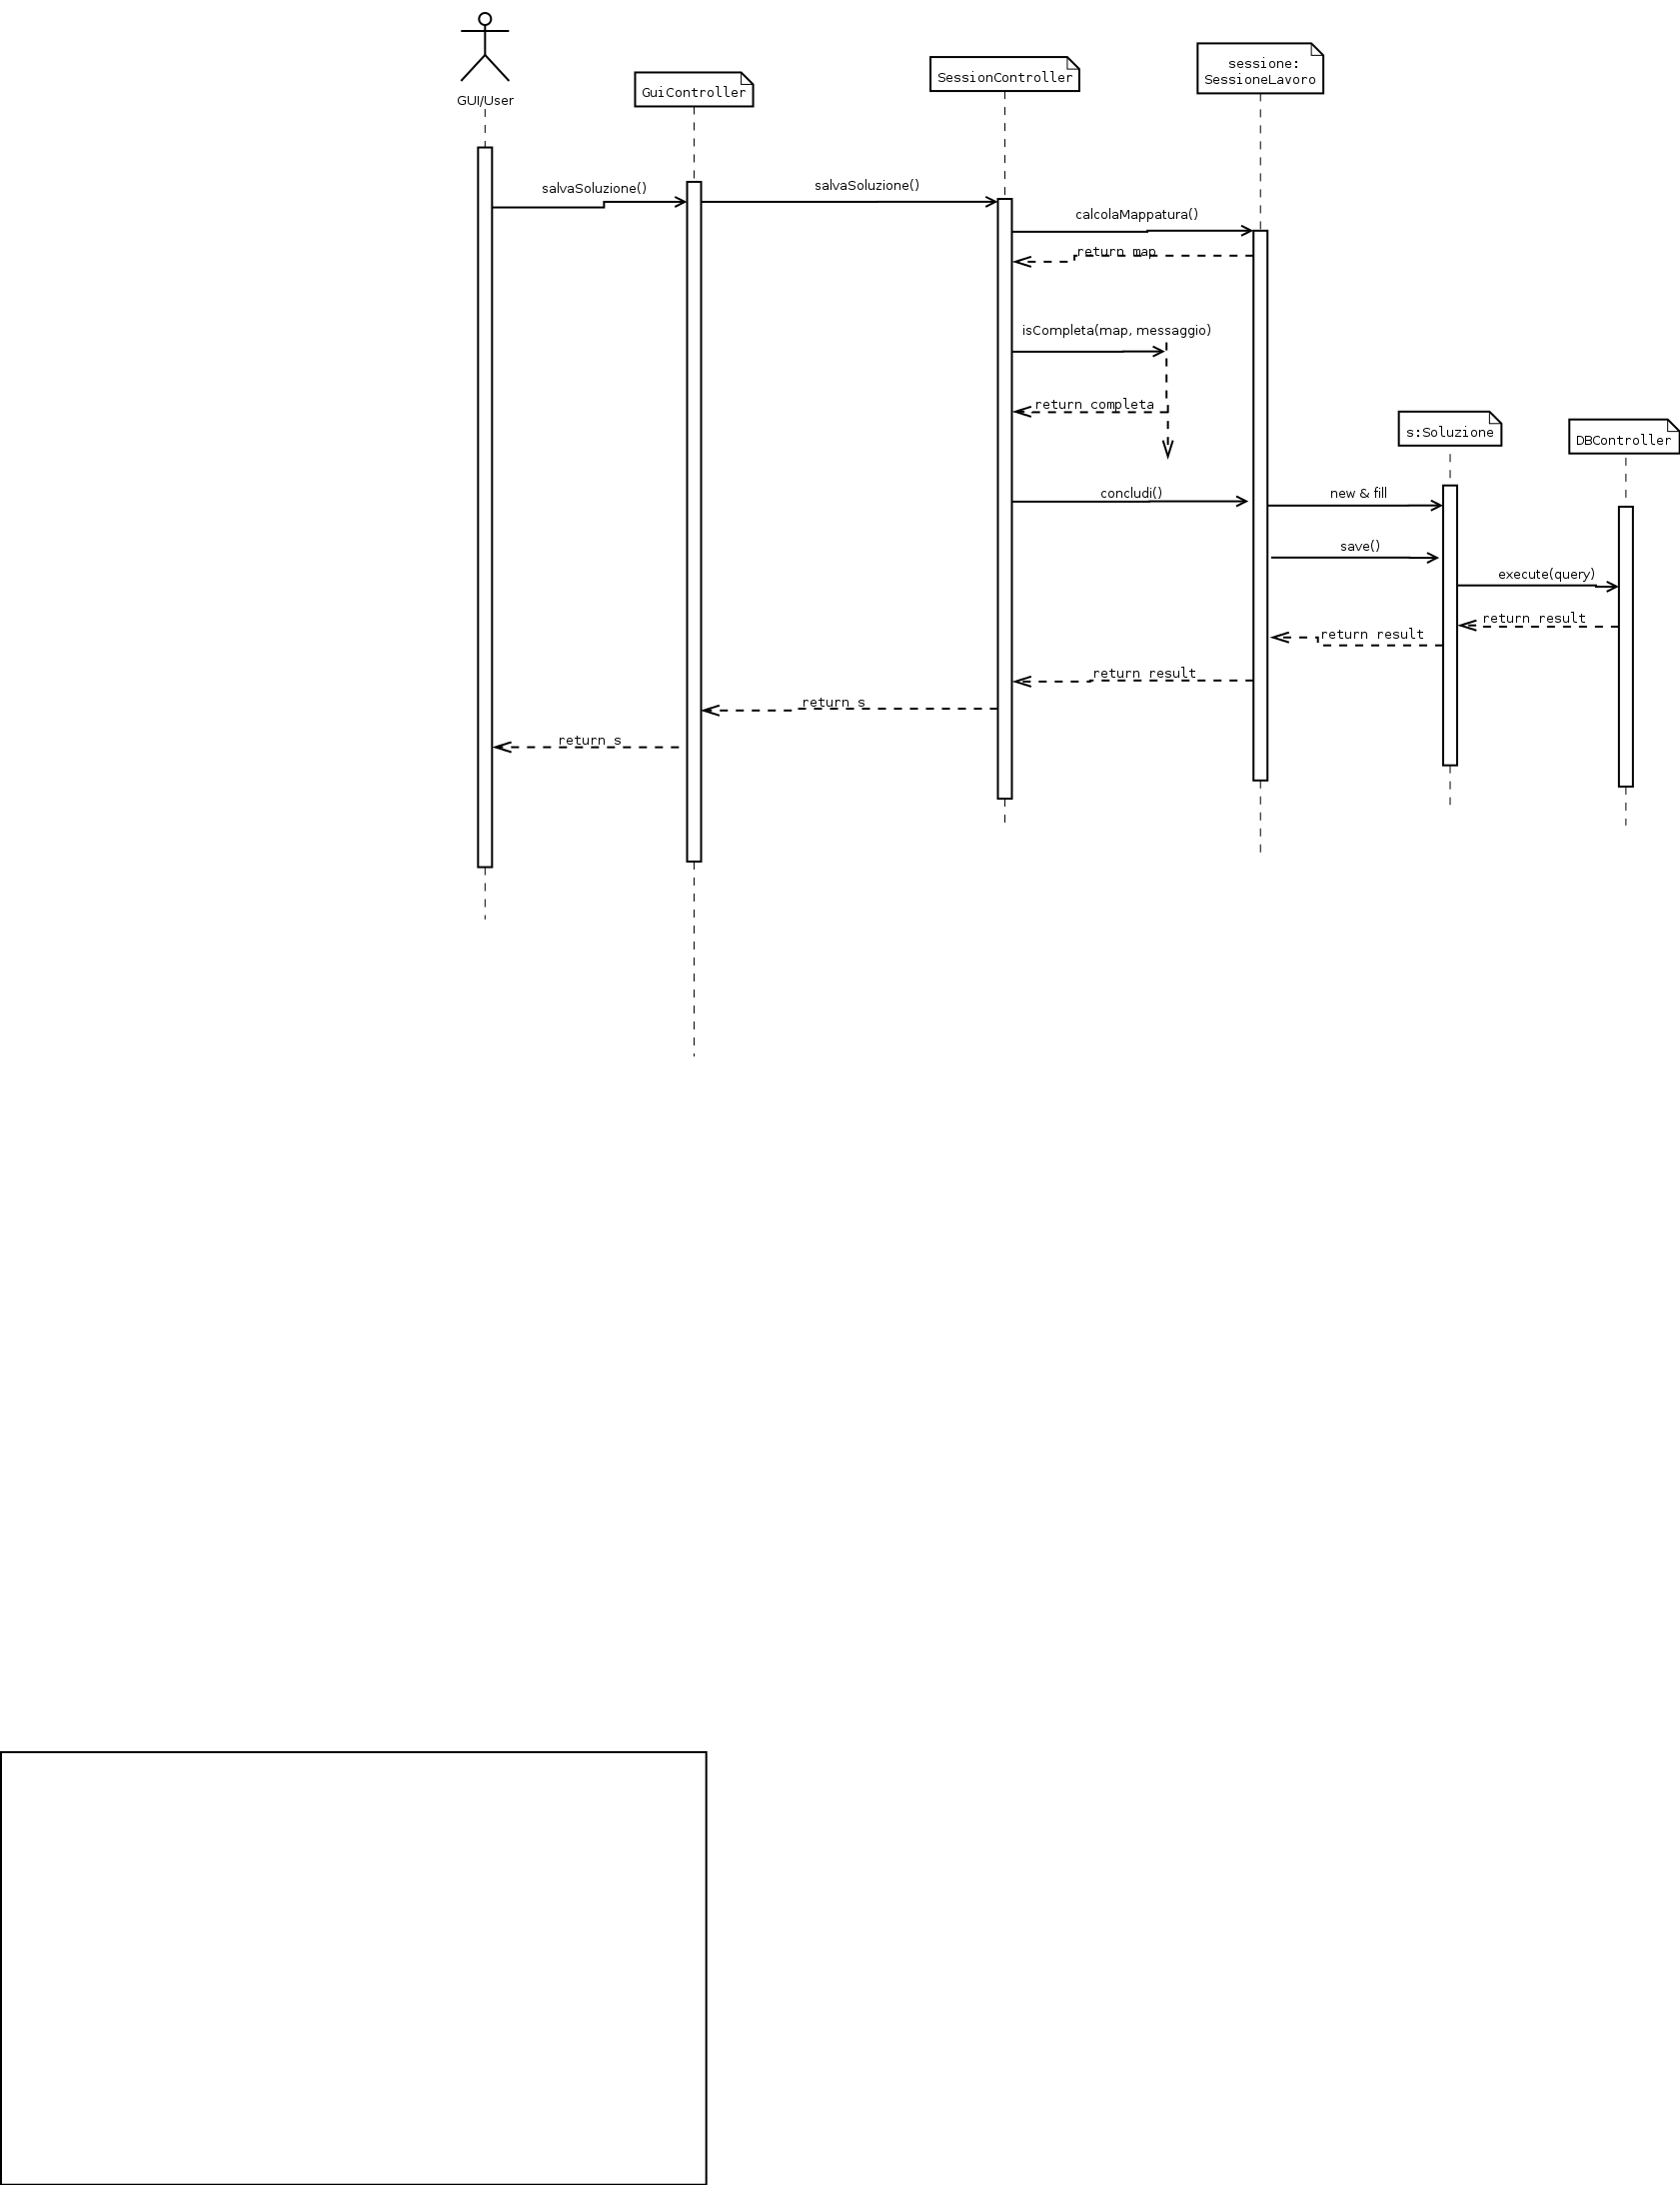 GUI/User
GuiController
SessionController
sessione:
SessioneLavoro
salvaSoluzione()
salvaSoluzione()
calcolaMappatura()
return map
isCompleta(map, messaggio)
return completa
s:Soluzione
DBController
concludi()
new & fill
save()
execute(query)
return result
return result
return result
return s
return s